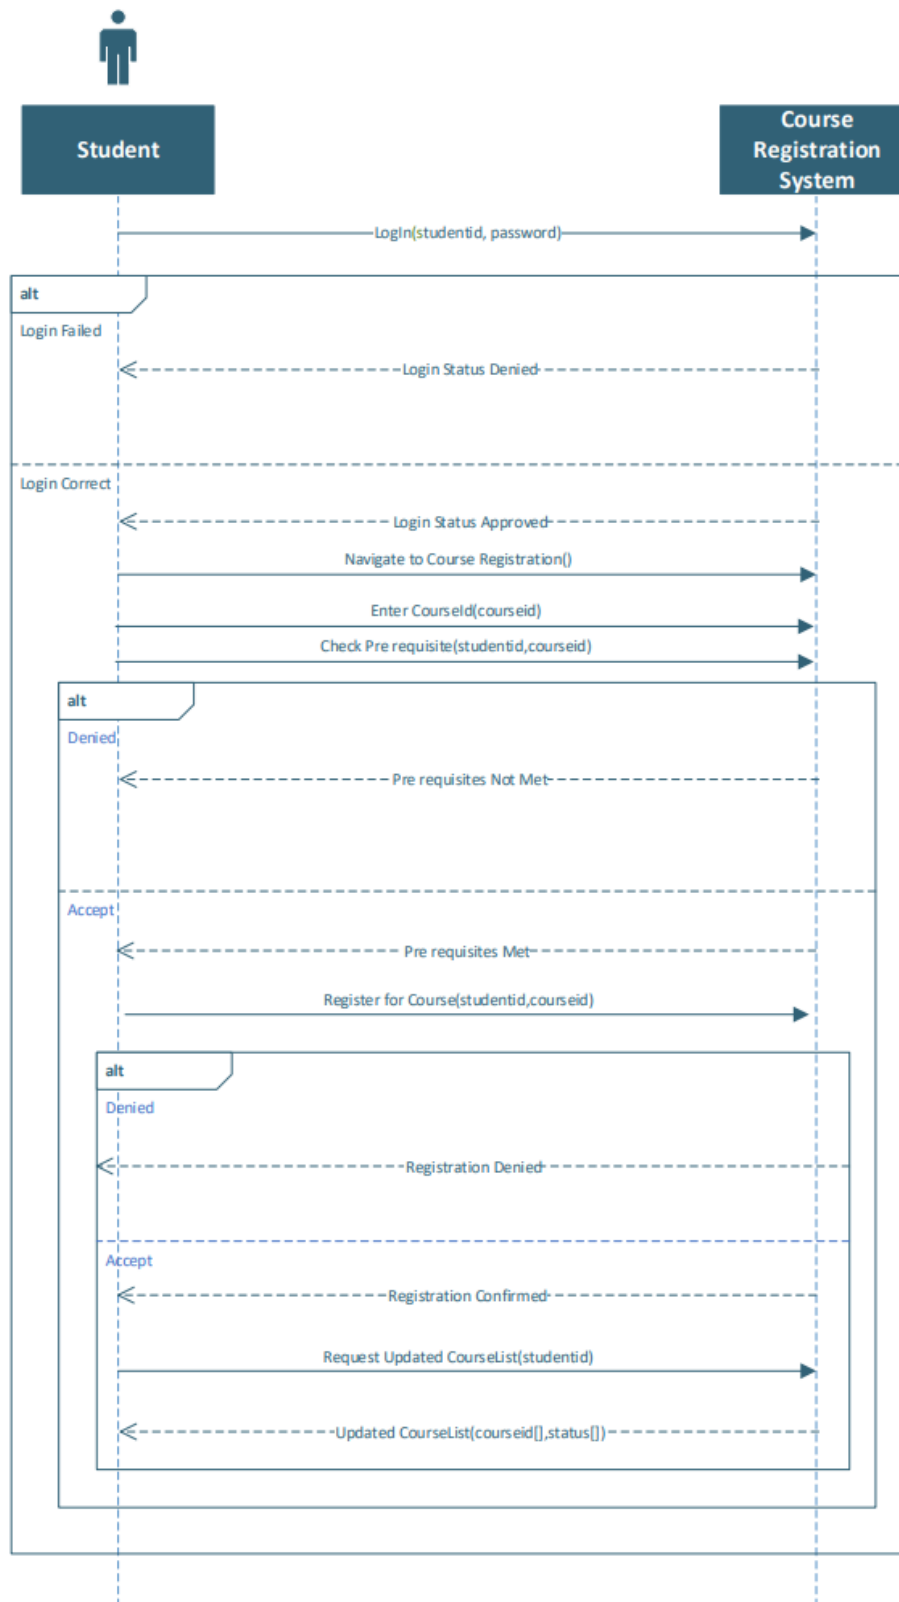 Student
Course
Registration
System
LogIn(studentid, password)
alt
Login Failed
Login Status Denied
Login Correct
Login Status Approved
Navigate to Course Registration()
Enter CourseId(courseid)
Check Pre requisite(studentid,courseid)
alt
Denied
Pre requisites Not Met
Accept
Pre requisites Met
Register for Course(studentid,courseid)
alt
Denied
Registration Denied
Accept
Registration Confirmed
Request Updated CourseList(studentid)
Updated CourseList(courseid[],status[])